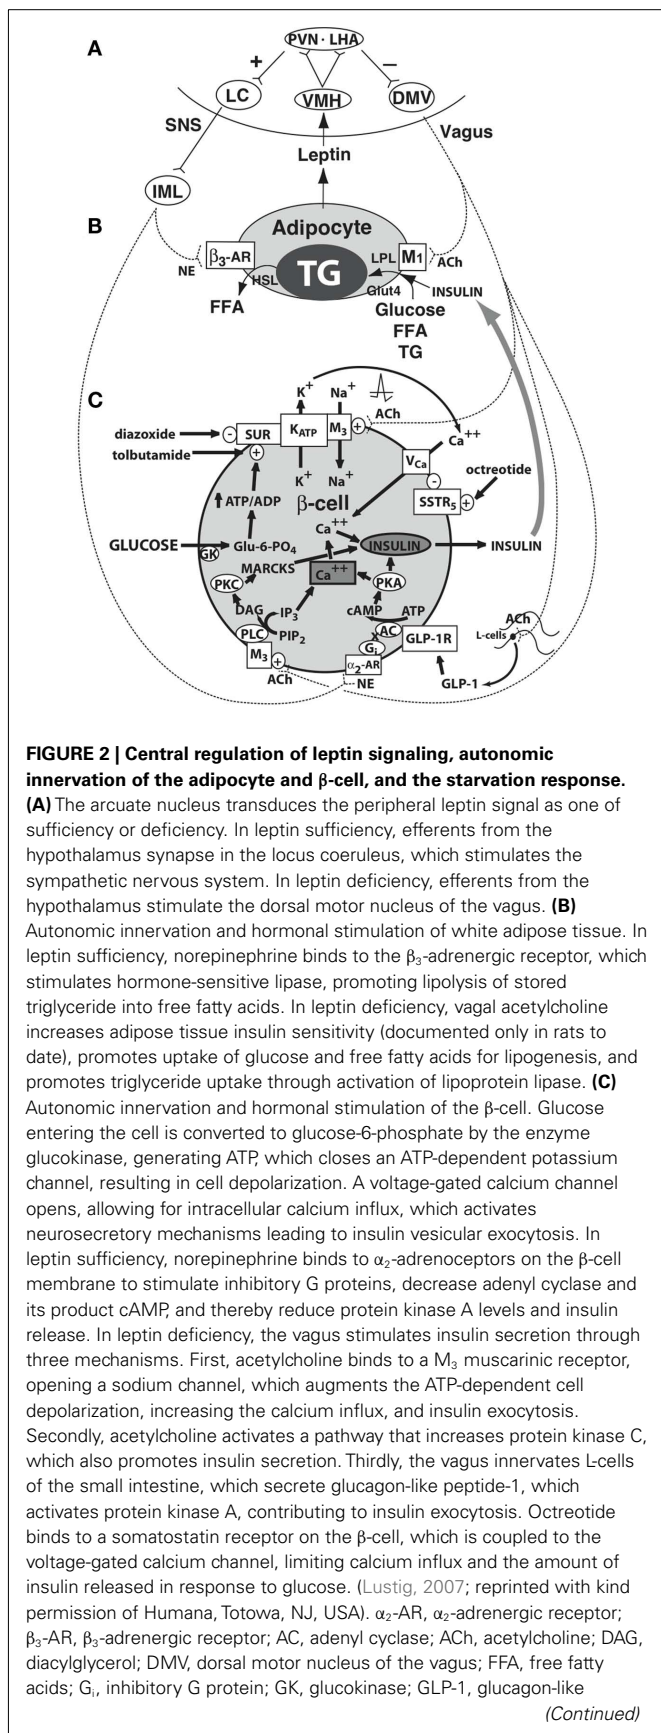 A
PVN · LHA
+
−
LC
VMH
DMV
SNS
Vagus
Leptin
IML
B
Adipocyte
β3-AR
TG
LPL
M1
ACh
NE
HSL
Glut4
INSULIN
FFA
Glucose
FFA
TG
C
K+
Na+
ACh
diazoxide
-
SUR
KATP
M3
+
Ca++
tolbutamide
+
VCa
octreotide
K+
Na+
-
ATP/ADP
β-cell
SSTR5
+
Ca++
GLUCOSE
GK
Glu-6-PO4
INSULIN
INSULIN
MARCKS
Ca++
PKC
PKA
DAG
IP3
cAMP
ATP
ACh
PLC
PIP2
X
AC
GLP-1R
L-cells
Gi
M3
+
α2-AR
ACh
NE
GLP-1
FIGURE 2 | Central regulation of leptin signaling, autonomic
innervation of the adipocyte and β-cell, and the starvation response.
(A) The arcuate nucleus transduces the peripheral leptin signal as one of
sufficiency or deficiency. In leptin sufficiency, efferents from the
hypothalamus synapse in the locus coeruleus, which stimulates the
sympathetic nervous system. In leptin deficiency, efferents from the
hypothalamus stimulate the dorsal motor nucleus of the vagus. (B)
Autonomic innervation and hormonal stimulation of white adipose tissue. In
leptin sufficiency, norepinephrine binds to the β3-adrenergic receptor, which
stimulates hormone-sensitive lipase, promoting lipolysis of stored
triglyceride into free fatty acids. In leptin deficiency, vagal acetylcholine
increases adipose tissue insulin sensitivity (documented only in rats to
date), promotes uptake of glucose and free fatty acids for lipogenesis, and
promotes triglyceride uptake through activation of lipoprotein lipase. (C)
Autonomic innervation and hormonal stimulation of the β-cell. Glucose
entering the cell is converted to glucose-6-phosphate by the enzyme
glucokinase, generating ATP, which closes an ATP-dependent potassium
channel, resulting in cell depolarization. A voltage-gated calcium channel
opens, allowing for intracellular calcium influx, which activates
neurosecretory mechanisms leading to insulin vesicular exocytosis. In
leptin sufficiency, norepinephrine binds to α2-adrenoceptors on the β-cell
membrane to stimulate inhibitory G proteins, decrease adenyl cyclase and
its product cAMP, and thereby reduce protein kinase A levels and insulin
release. In leptin deficiency, the vagus stimulates insulin secretion through
three mechanisms. First, acetylcholine binds to a M3 muscarinic receptor,
opening a sodium channel, which augments the ATP-dependent cell
depolarization, increasing the calcium influx, and insulin exocytosis.
Secondly, acetylcholine activates a pathway that increases protein kinase C,
which also promotes insulin secretion. Thirdly, the vagus innervates L-cells
of the small intestine, which secrete glucagon-like peptide-1, which
activates protein kinase A, contributing to insulin exocytosis. Octreotide
binds to a somatostatin receptor on the β-cell, which is coupled to the
voltage-gated calcium channel, limiting calcium influx and the amount of
insulin released in response to glucose. (Lustig, 2007; reprinted with kind
permission of Humana, Totowa, NJ, USA). α2-AR, α2-adrenergic receptor;
β3-AR, β3-adrenergic receptor; AC, adenyl cyclase; ACh, acetylcholine; DAG,
diacylglycerol; DMV, dorsal motor nucleus of the vagus; FFA, free fatty
acids; Gi, inhibitory G protein; GK, glucokinase; GLP-1, glucagon-like
(Continued)